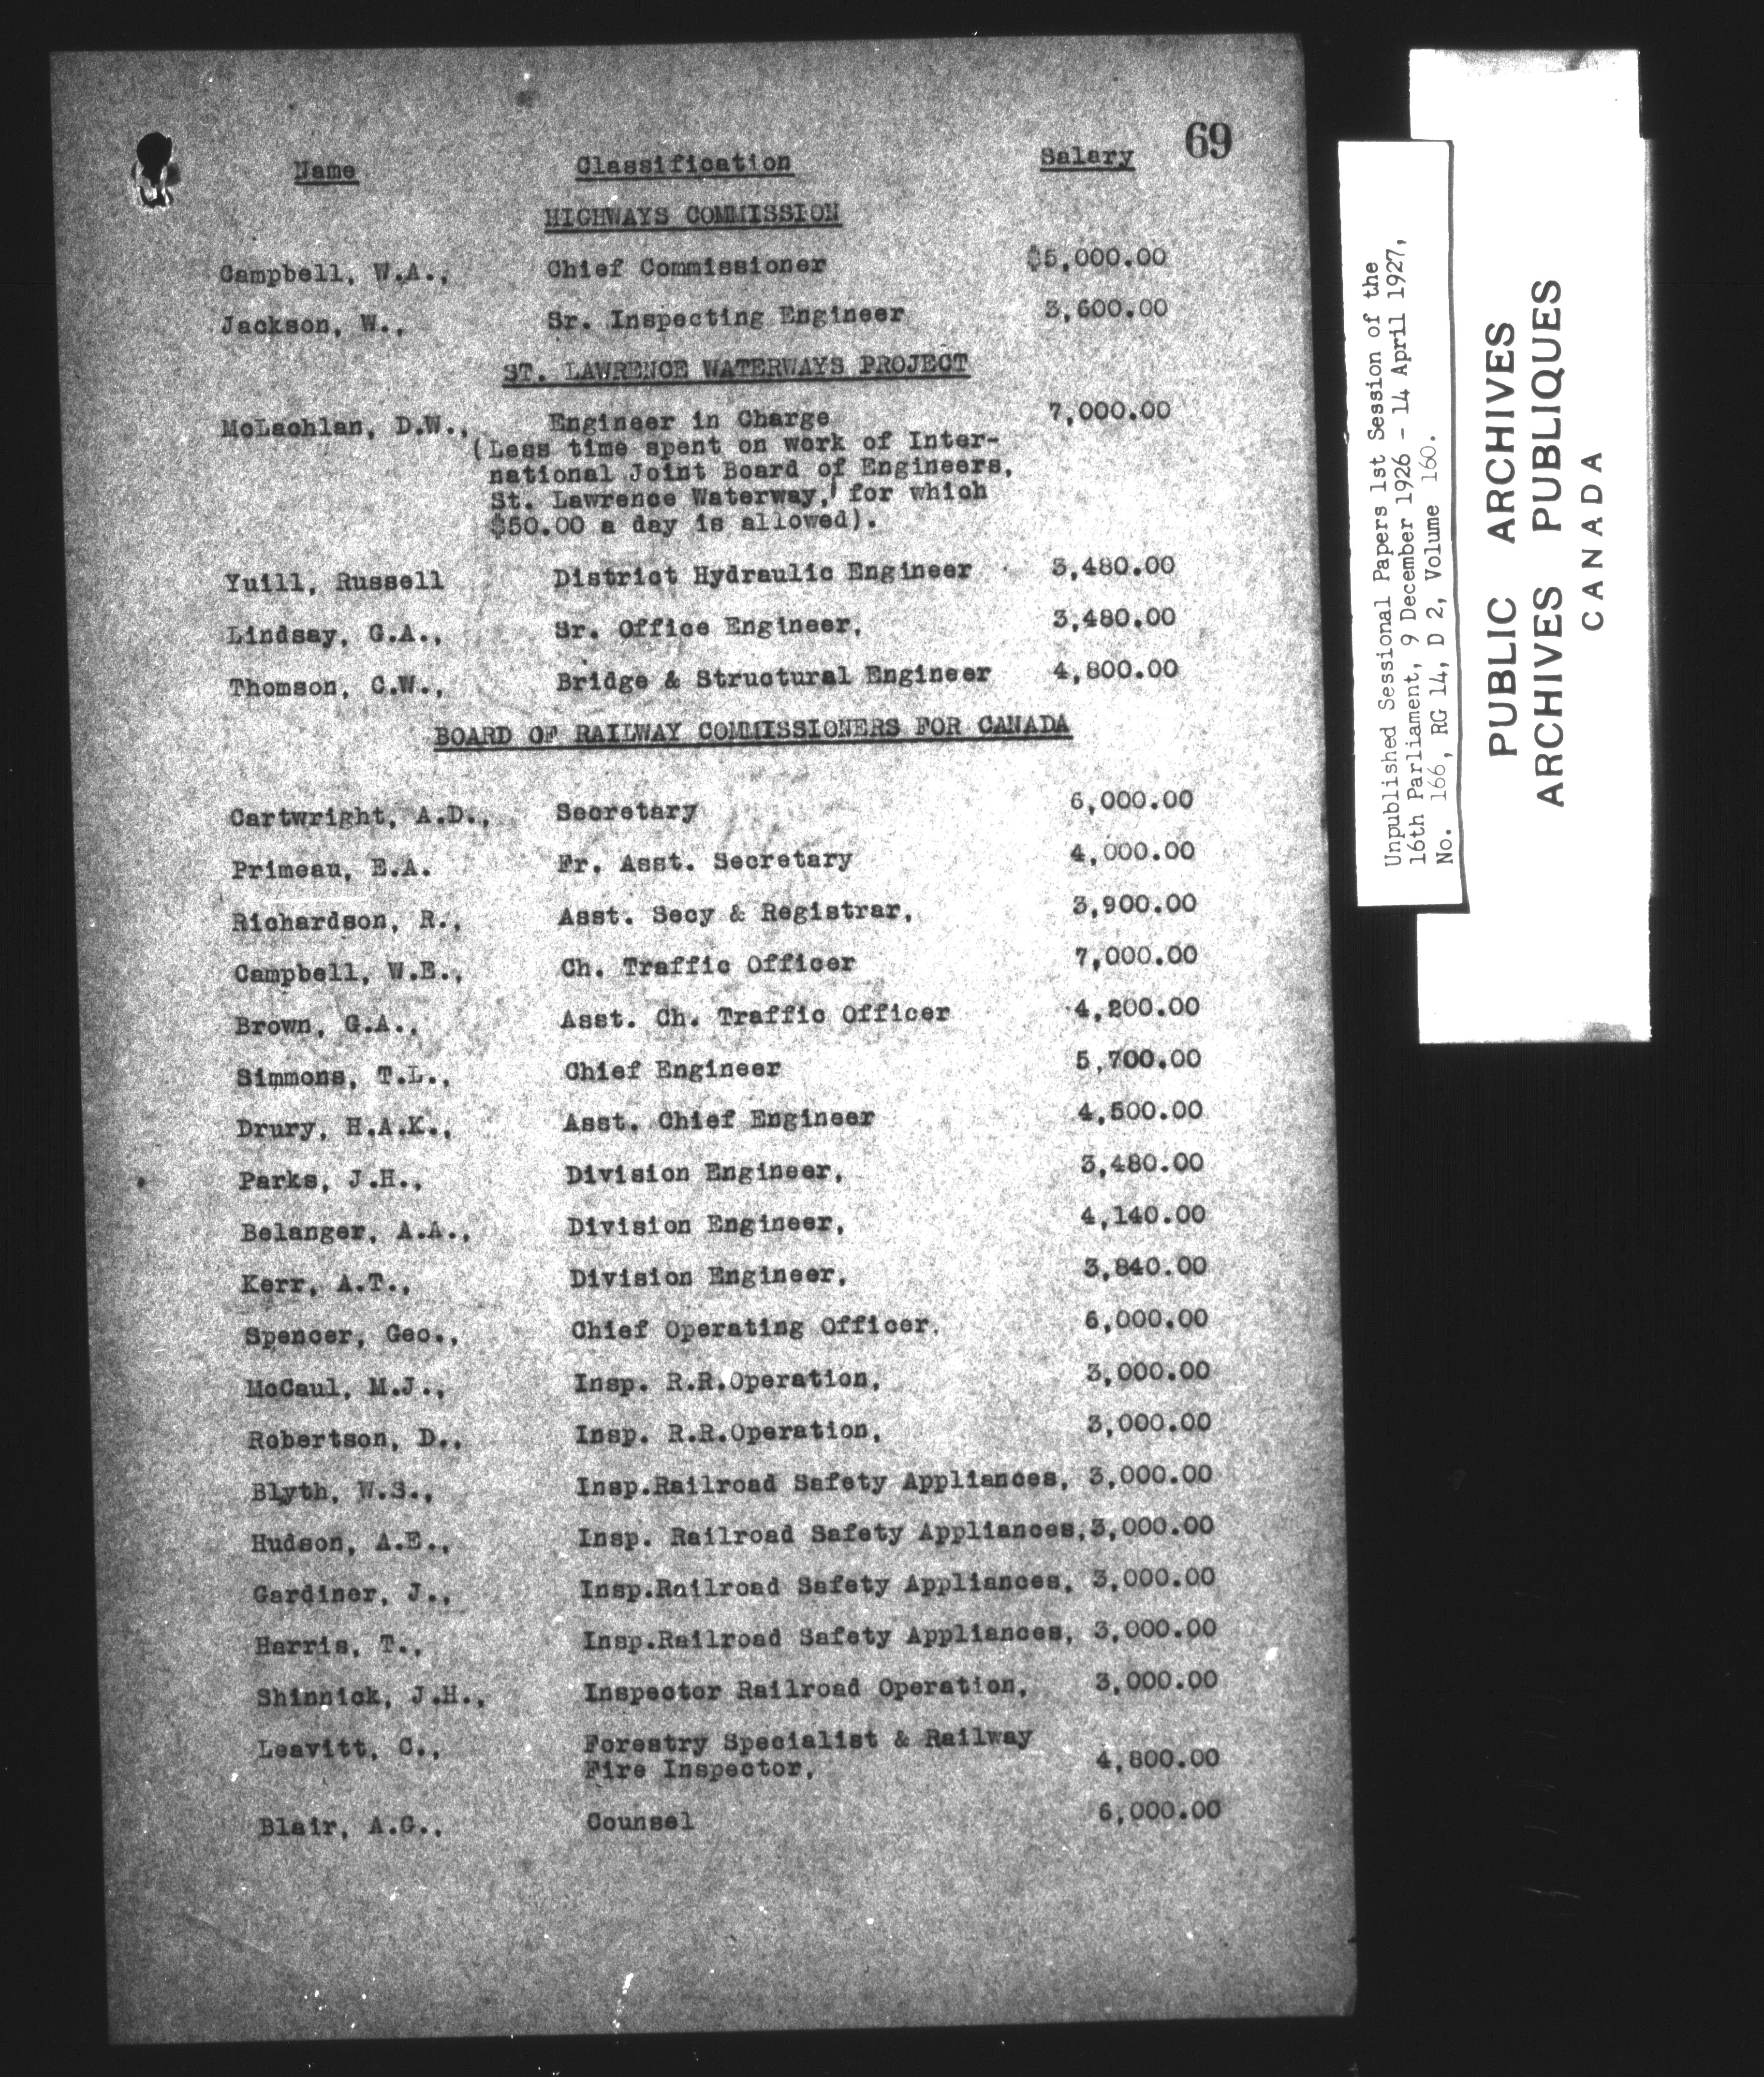 69
Name Classification Salary
HIGHWAYS COMMISSION
Campbell, W.A., Chief Commissioner $5,000.00
Jackson, W., Sr. Inspecting Engineer 3,600.00
ST. LAWRENCE WATERWAYS PROJECT
McLachlan, D.W., Engineer in Charge 7,000.00
(Less time spent on work of Inter-
national Joint Board of Engineers,
St. Lawrence Waterway, for which
$50.00 a day is allowed).
Yuill, Russell District Hydraulic Engineer 3,480.00
Lindsay, G.A., Sr. Office Engineer, 3,480.00
Thomson, C.W., Bridge & Structural Engineer 4,800.00
BOARD OF RAILWAY COMMISSIONERS FOR CANADA
Cartwright, A.D., Secretary 6,000.00
Primeau, E.A. Fr. Asst. Secretary 4,000.00
Richardson, R., Asst. Secy & Registrar, 3,900.00
Campbell, W.E., Ch. Traffic Officer 7,000.00
Brown, G.A., Asst. Ch. Traffic Officer 4,200.00
Simmons, T.L., Chief Engineer 5,700.00
Drury, H.A.K., Asst. Chief Engineer 4,500.00
Parks, J.H., Division Engineer, 3,480.00
Belanger, A.A., Division Engineer, 4,140.00
Kerr, A.T., Division Engineer, 3,840.00
Spencer, Geo., Chief Operating Officer, 6,000.00
McCaul, M.J., Insp. R.R.Operation, 3,000.00
Robertson, D., Insp. R.R.Operation, 3,000.00
Blyth, W.S., Insp.Railroad Safety Appliances, 3,000.00
Hudson, A.E., Insp. Railroad Safety Appliances,3,000.00
Gardiner, J., Insp.Railroad Safety Appliances, 3,000.00
Harris, T., Insp.Railroad Safety Appliances, 3,000.00
Shinnick, J.H., Inspector Railroad Operation, 3,000.00
Leavitt, C., Forestry Specialist & Railway
Fire Inspector, 4,800.00
Blair, A.G., Counsel 6,000.00
Unpublished Sessional Papers 1st Session of the
16th Parliament, 9 December 1926 - 14 April 1927,
No. 166, RG 14, D 2, Volume 160.
PUBLIC ARCHIVES
ARCHIVES PUBLIQUES
CANADA